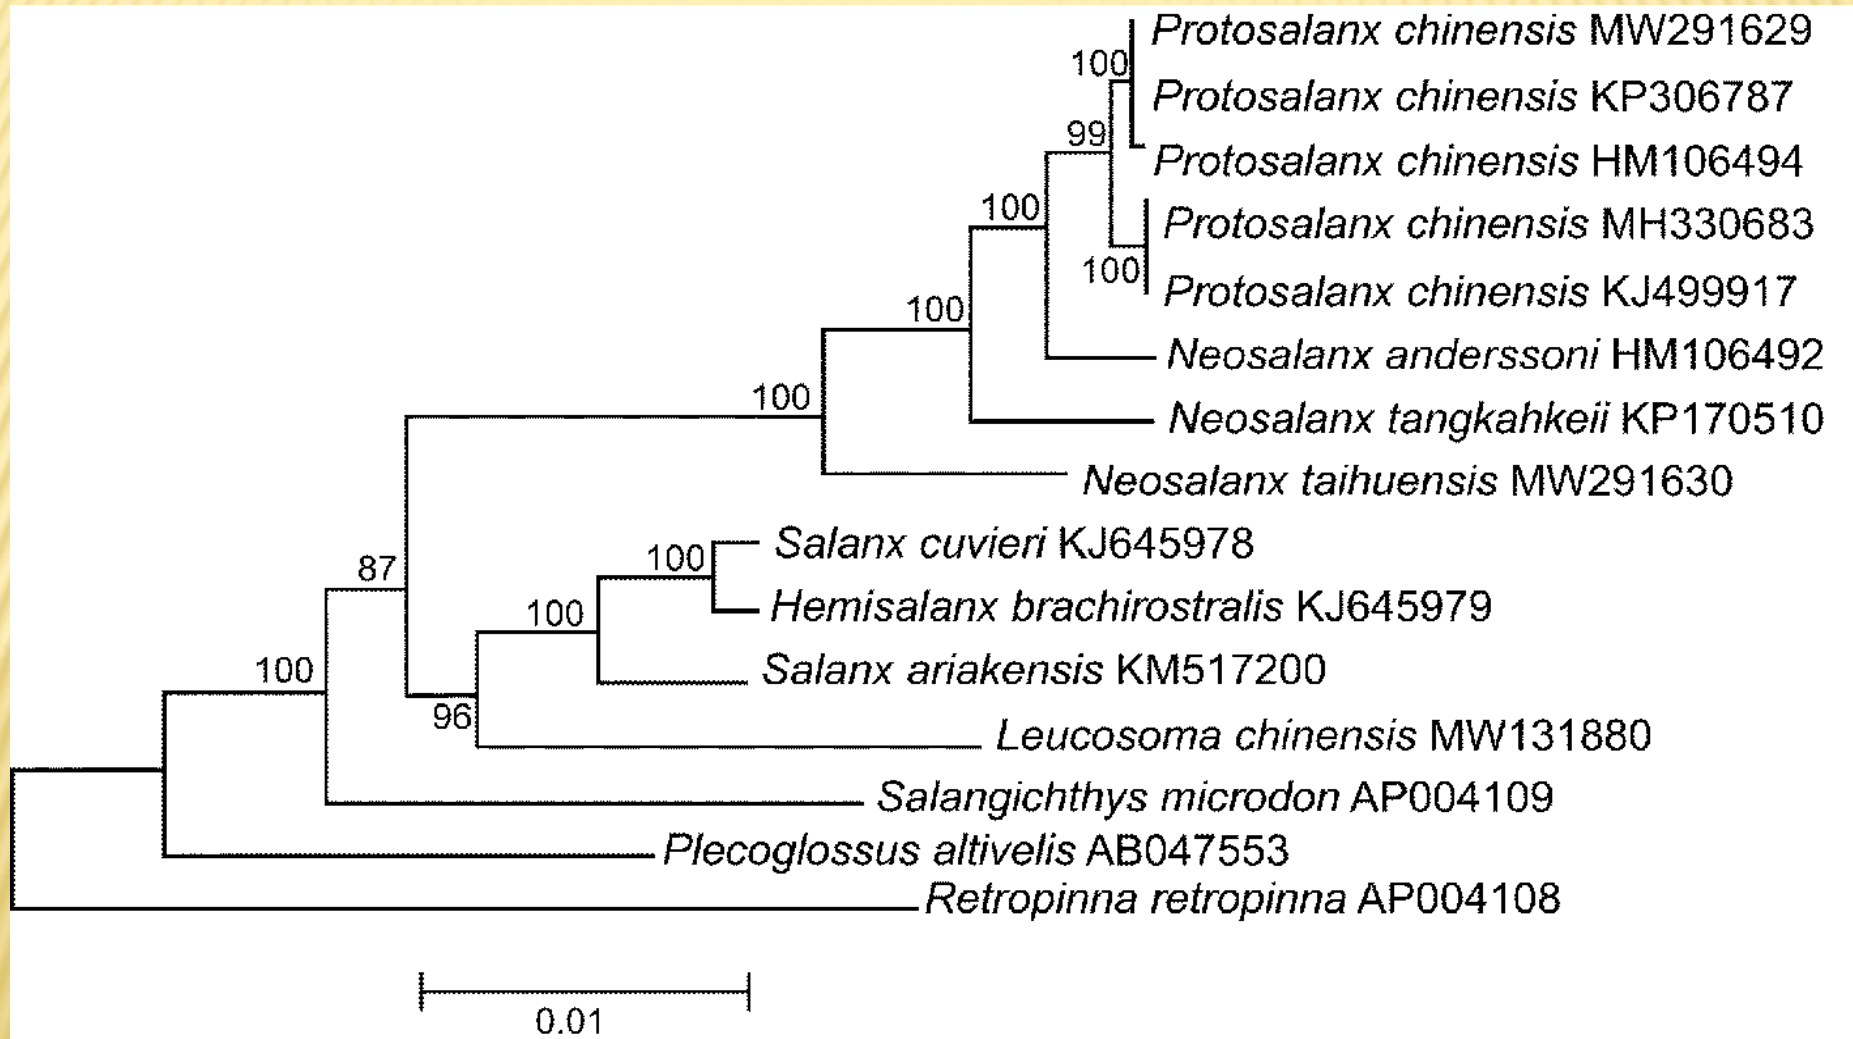 Protosalanx chinensis MW291629
100
Protosalanx chinensis KP306787
99
Protosalanx chinensis HM106494
100
Protosalanx chinensis MH330683
100
Protosalanx chinensis KJ499917
100
Neosalanx anderssoni HM106492
100
Neosalanx tangkahkeii KP170510
Neosalanx taihuensis MW291630
Salanx cuvieri KJ645978
100
87
Hemisalanx brachirostralis KJ645979
100
Salanx ariakensis KM517200
100
96
Leucosoma chinensis MW131880
Salangichthys microdon AP004109
Plecoglossus altivelis AB047553
Retropinna retropinna AP004108
0.01